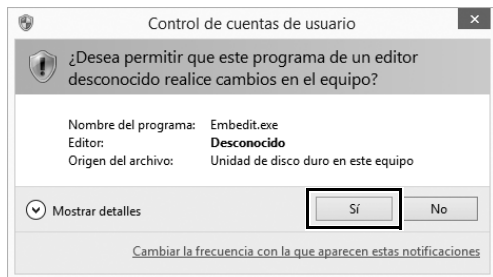 Control de cuentas de usuario
¿Desea permitir que este programa de un editor
desconocido realice cambios en el equipo?
Nombre del programa: Embedit.exe
Editor: Desconocido
Origen del archivo: Unidad de disco duro en este equipo
Mostrar detalles Sí No
Cambiar la frecuencia con la que aparecen estas notificaciones